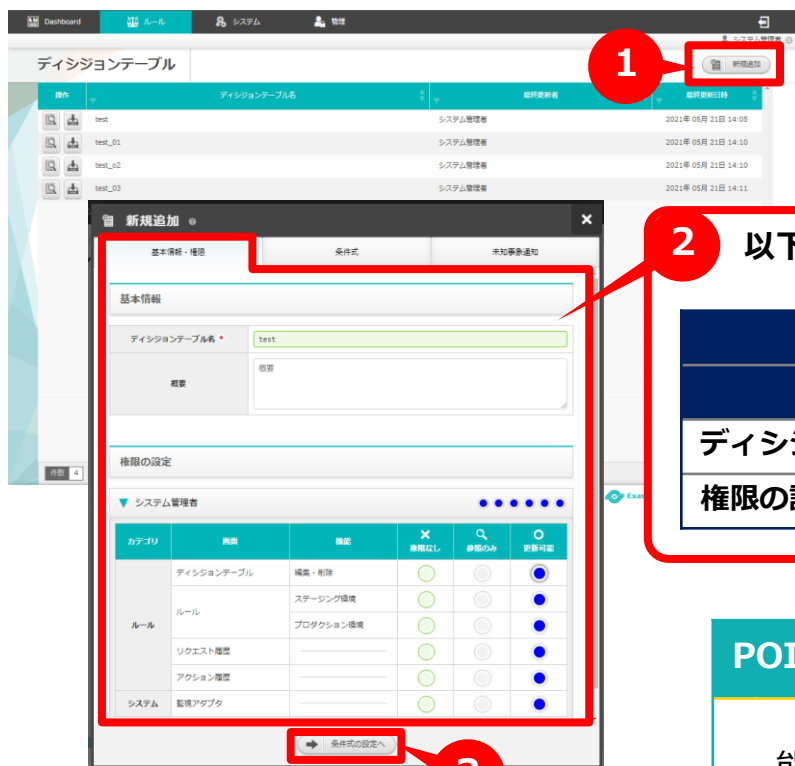 Dashboard ルール システム 管理
システム管理者
ディシジョンテーブル
1
新規追加
操作 ディシジョンテーブル名 最終更新者 最終更新日時
test システム管理者 2021年 05月 21日 14:05
test_01 システム管理者 2021年 05月 21日 14:10
test_o2 システム管理者 2021年 05月 21日 14:10
test_03 システム管理者 2021年 05月 21日 14:11
新規追加
基本情報・権限 条件式 未知事象通知
2 以下
基本情報
ディシジョンテーブル名 * test
概要 概要
ディシ
権限の
権限の設定
件数 4
システム管理者
Exa
カテゴリ 画面 機能 権限なし 参照のみ 更新可能
ルール
ディシジョンテーブル 編集・削除
ルール ステージング環境
プロダクション環境
リクエスト履歴
アクション履歴
システム 監視アダプタ
POI
条件式の設定へ